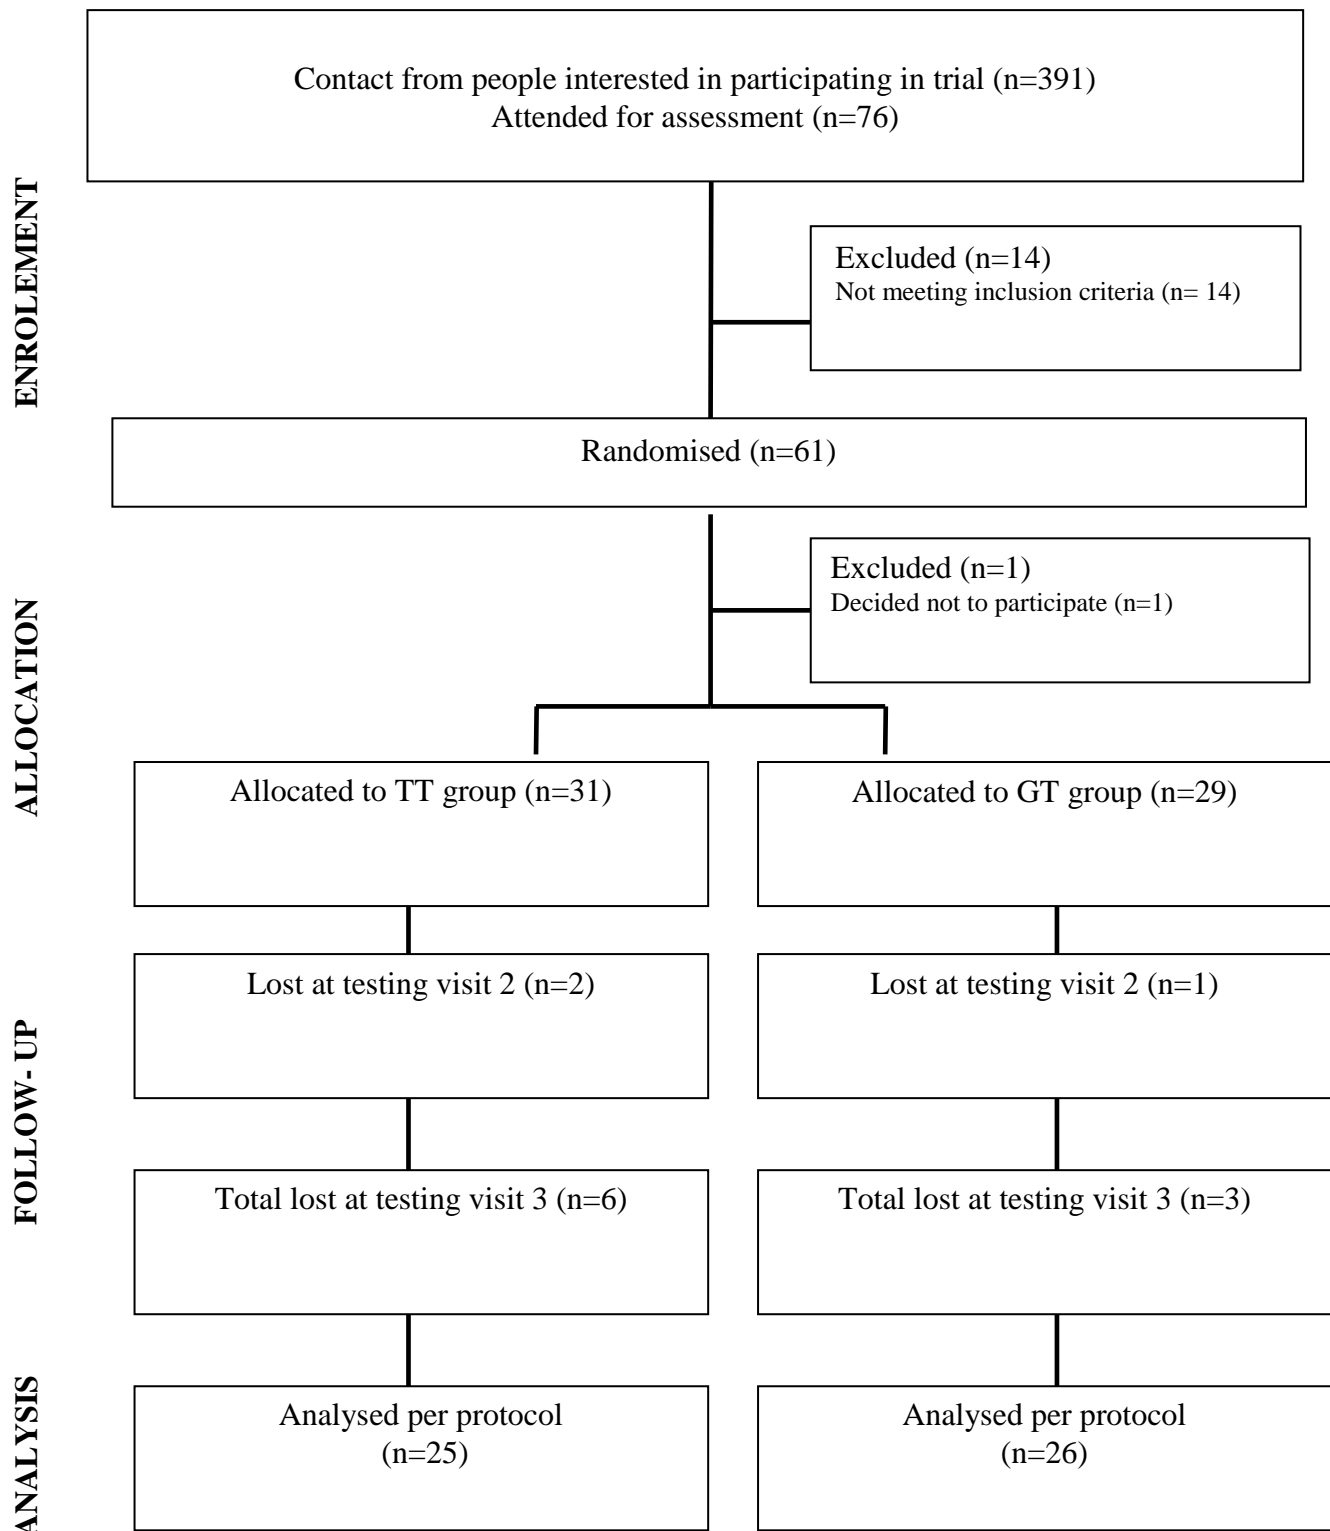 Contact from people interested in participating in trial (n=391)
Attended for assessment (n=76)
ENROLEMENT
Excluded (n=14)
Not meeting inclusion criteria (n= 14)
Randomised (n=61)
Excluded (n=1)
Decided not to participate (n=1)
ALLOCATION
Allocated to TT group (n=31)
Allocated to GT group (n=29)
Lost at testing visit 2 (n=2)
Lost at testing visit 2 (n=1)
FOLLOW- UP
Total lost at testing visit 3 (n=6)
Total lost at testing visit 3 (n=3)
ANALYSIS
Analysed per protocol
(n=25)
Analysed per protocol
(n=26)